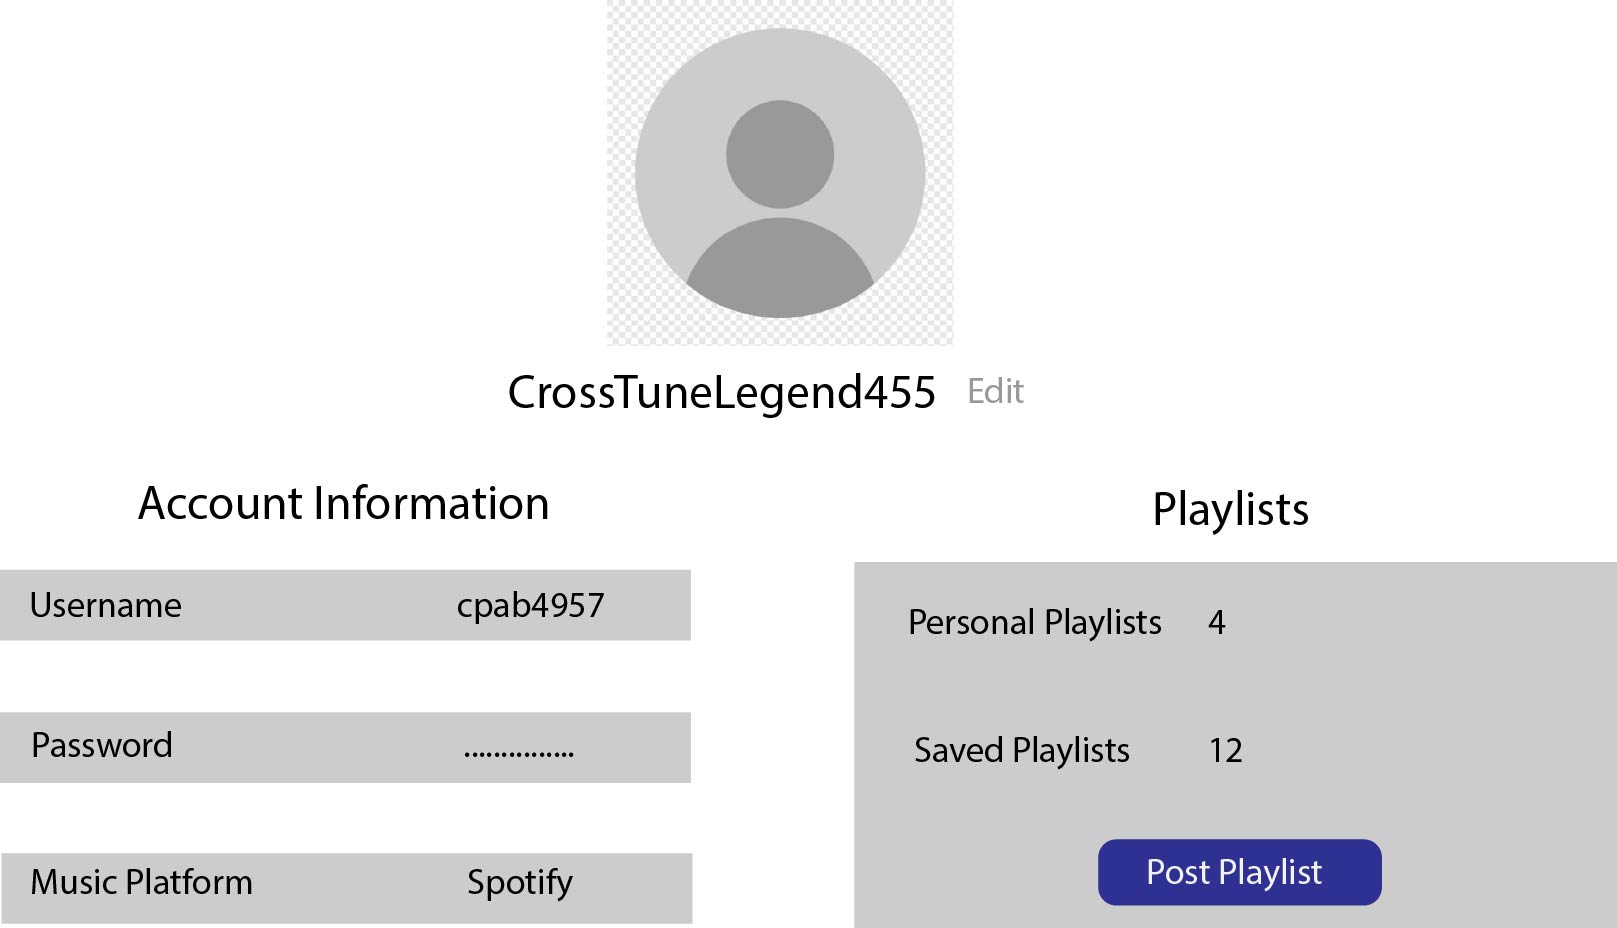 CrossTuneLegend455 Edit
Account Information
Username cpab4957
Password ...............
Music Platform Spotify
Playlists
Personal Playlists 4
Saved Playlists 12
Post Playlist